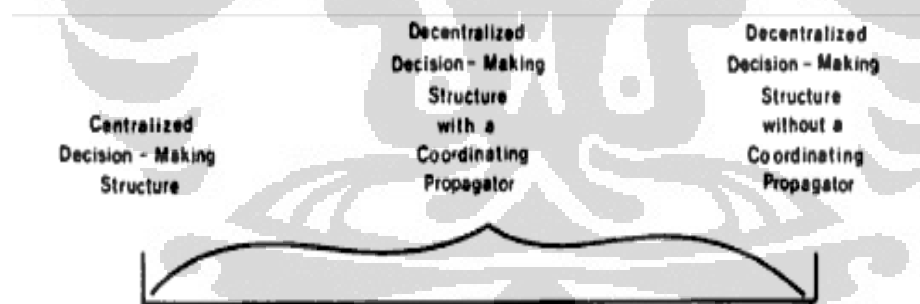 Centralized
Decision - Making
Structure
Decentralized
Decision - Making
Structure
with a
Coordinating
Propagator
Decentralized
Decision - Making
Structure
without a
Coordinating
Propagator